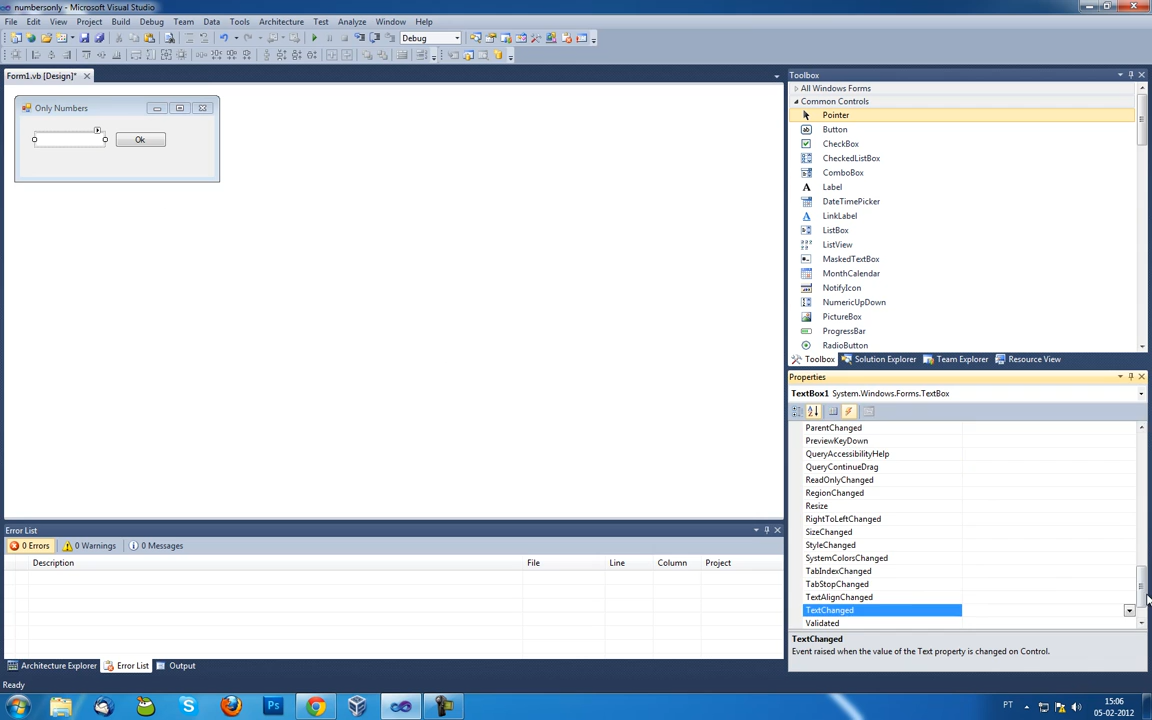 numbersonly - Microsoft Visual Studio
File Edit View Project Build Debug Team Data Tools Architecture Test Analyze Window Help
Debug
Form1.vb [Design]*
Only Numbers
Ok
Toolbox
All Windows Forms
Common Controls
Pointer
Button
CheckBox
CheckedListBox
ComboBox
Label
DateTimePicker
LinkLabel
ListBox
ListView
MaskedTextBox
MonthCalendar
NotifyIcon
NumericUpDown
PictureBox
ProgressBar
RadioButton
Toolbox Solution Explorer Team Explorer Resource View
Properties
TextBox1 System.Windows.Forms.TextBox
ParentChanged
PreviewKeyDown
QueryAccessibilityHelp
QueryContinueDrag
ReadOnlyChanged
RegionChanged
Resize
RightToLeftChanged
SizeChanged
StyleChanged
SystemColorsChanged
TabIndexChanged
TabStopChanged
TextAlignChanged
TextChanged
Validated
TextChanged
Event raised when the value of the Text property is changed on Control.
Error List
0 Errors 0 Warnings 0 Messages
Description File Line Column Project
Architecture Explorer Error List Output
Ready
PT 15:06
05-02-2012